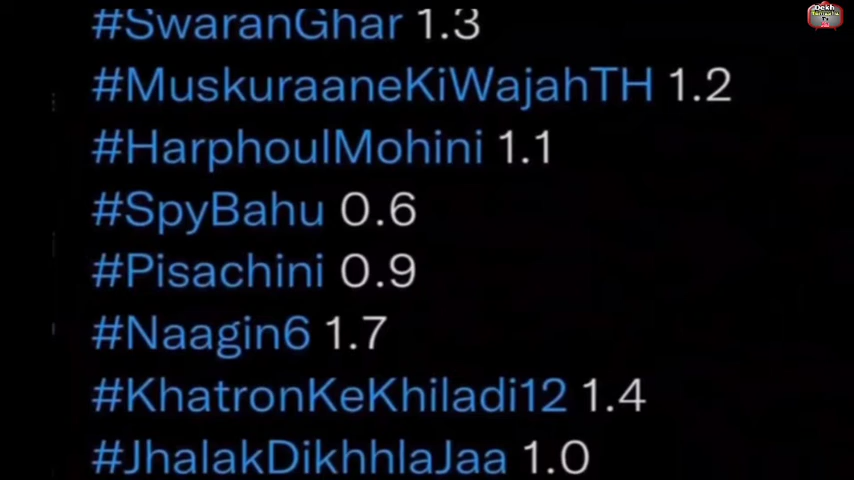 #SwaranGhar 1.3
#MuskuraaneKiWajahTH 1.2
#HarphoulMohini 1.1
#SpyBahu 0.6
#Pisachini 0.9
#Naagin6 1.7
#KhatronKeKhiladi12 1.4
#JhalakDikhhlaJaa 1.0
Dekh